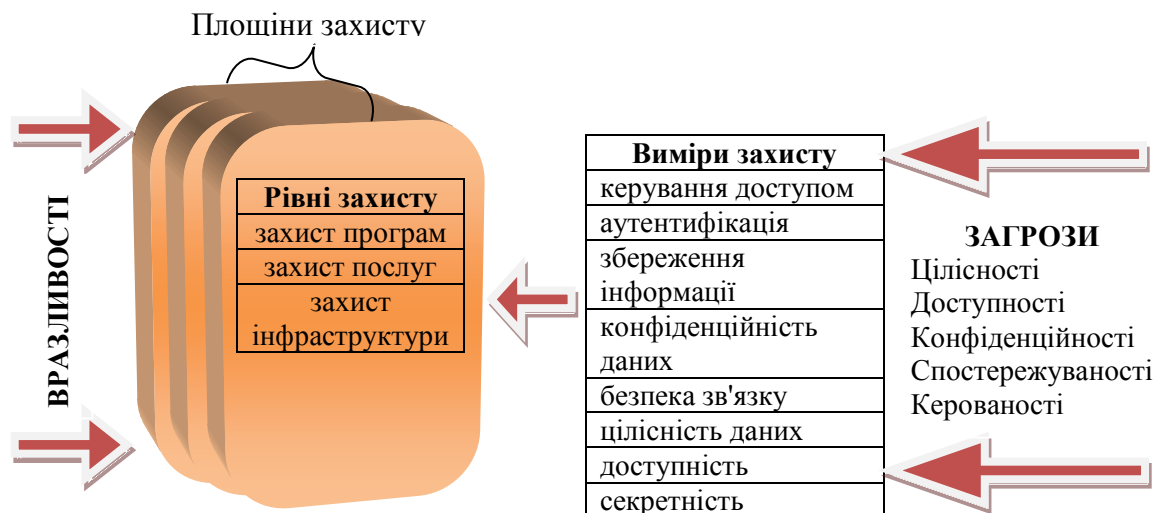 Площіни захисту
ВРАЗЛИВОСТІ
Рівні захисту
захист програм
захист послуг
захист
інфраструктури
Виміри захисту
керування доступом
аутентифікація
збереження
інформації
конфіденційність
даних
безпека зв'язку
цілісність даних
доступність
секретність
ЗАГРОЗИ
Цілісності
Доступності
Конфіденційності
Спостережуваності
Керованості